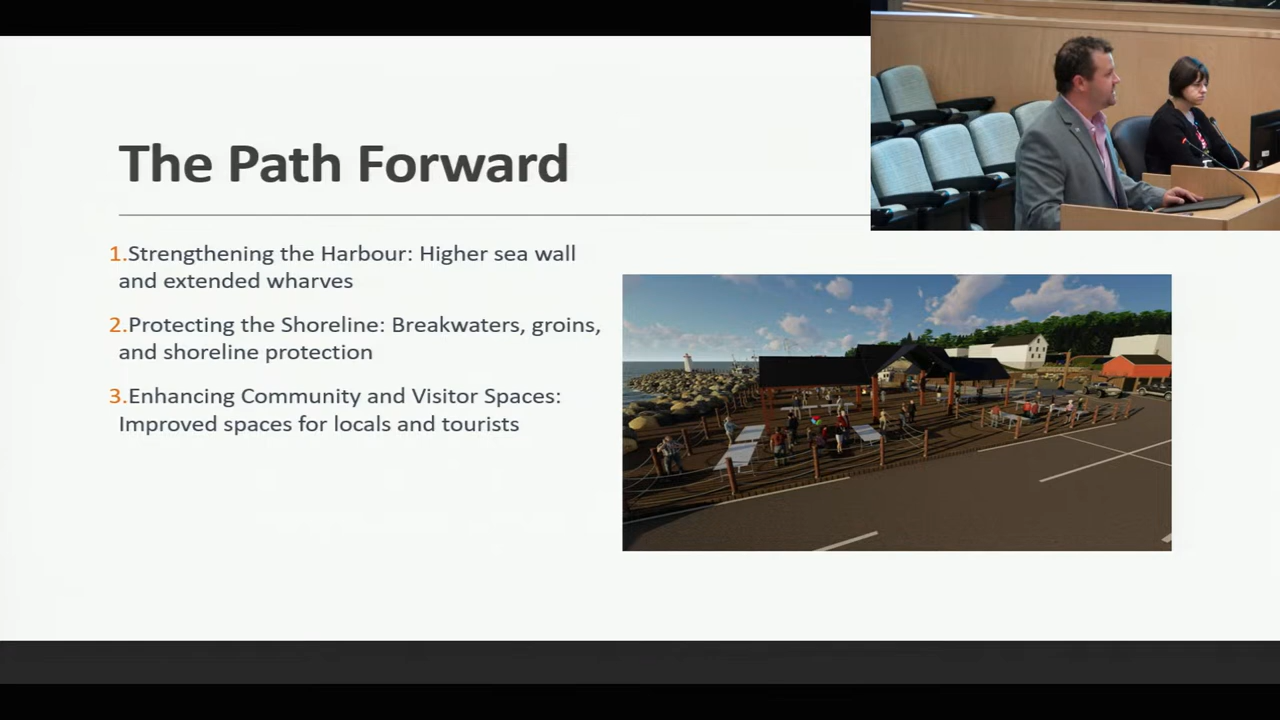 The Path Forward
1.Strengthening the Harbour: Higher sea wall
and extended wharves
2.Protecting the Shoreline: Breakwaters, groins,
and shoreline protection
3.Enhancing Community and Visitor Spaces:
Improved spaces for locals and tourists